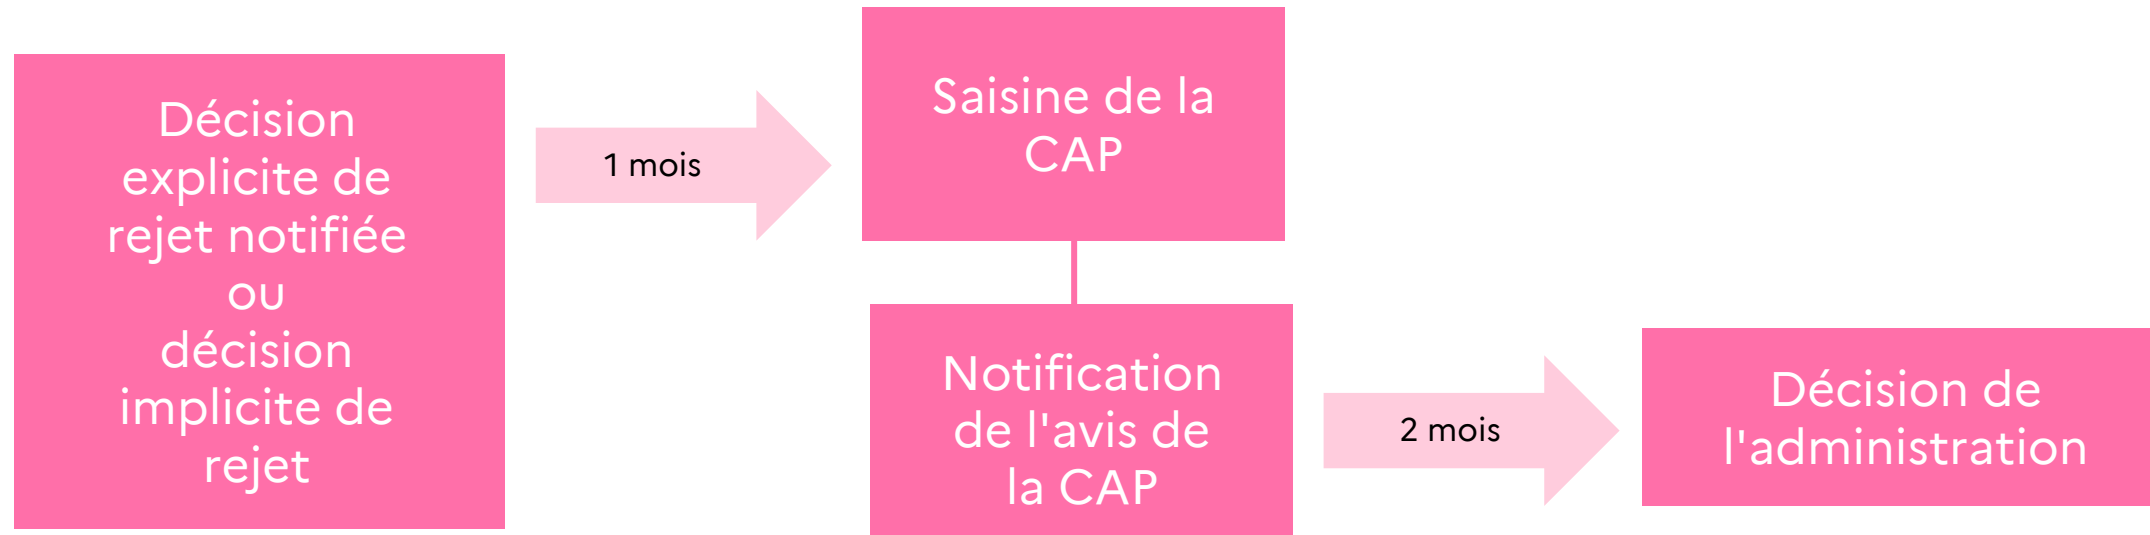 Décision
explicite de
rejet notifiée
ou
décision
implicite de
rejet
1 mois
Saisine de la
CAP
Notification
de l'avis de
la CAP
2 mois
Décision de
l'administration